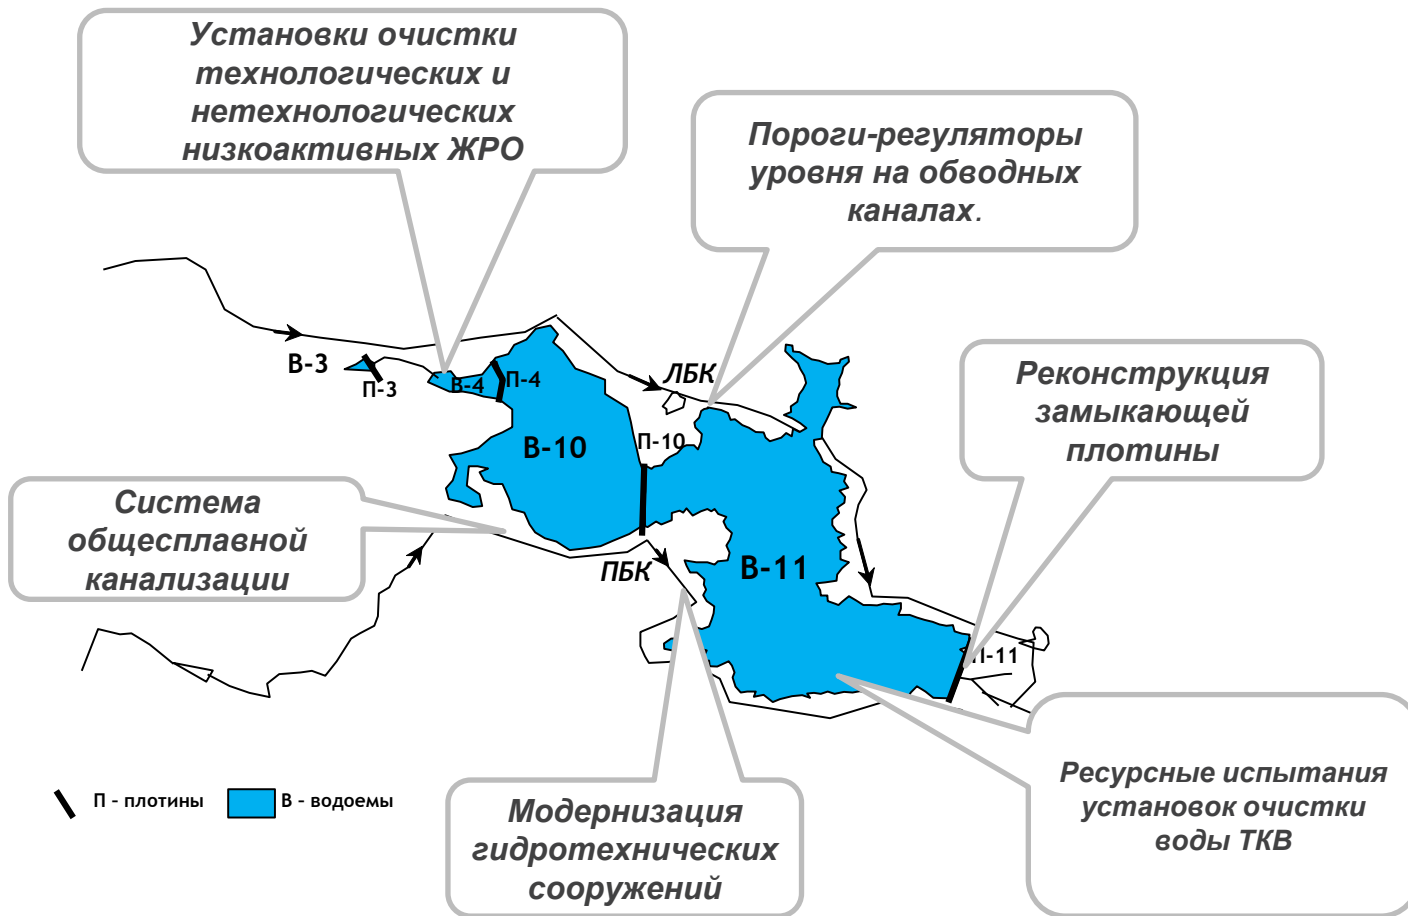 Установки очистки
технологических и
нетехнологических
низкоактивных ЖРО
Пороги-регуляторы
уровня на обводных
каналах.
В-3
П-3
В-4
П-4
ЛБК
Реконструкция
замыкающей
плотины
В-10
П-10
Система
общесплавной
канализации
ПБК
В-11
П-11
П - плотины
В - водоемы
Модернизация
гидротехнических
сооружений
Ресурсные испытания
установок очистки
воды ТКВ